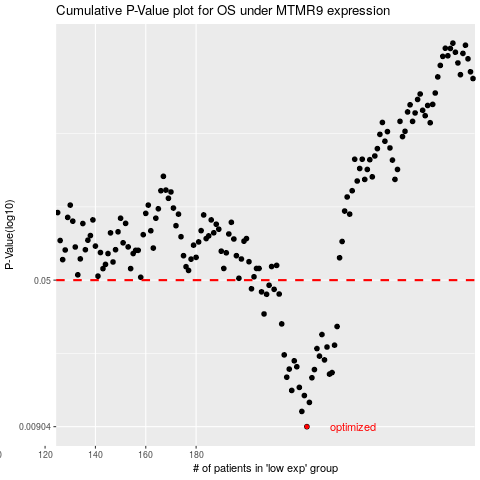 Cumulative P-Value plot for OS under MTMR9 expression
P-Value(log10)
0.05
0.00904
optimized
0 120 140 160 180
# of patients in 'low exp' group